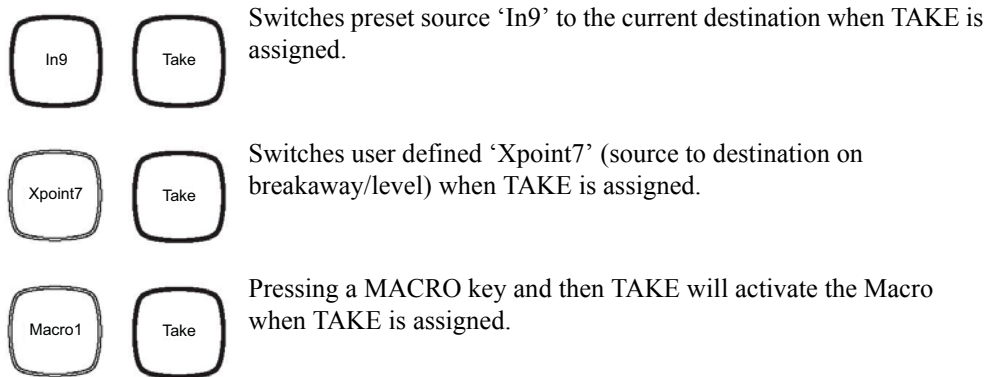 In9
Take
Switches preset source ‘In9’ to the current destination when TAKE is
assigned.
Xpoint7
Take
Switches user defined ‘Xpoint7’ (source to destination on
breakaway/level) when TAKE is assigned.
Macro1
Take
Pressing a MACRO key and then TAKE will activate the Macro
when TAKE is assigned.